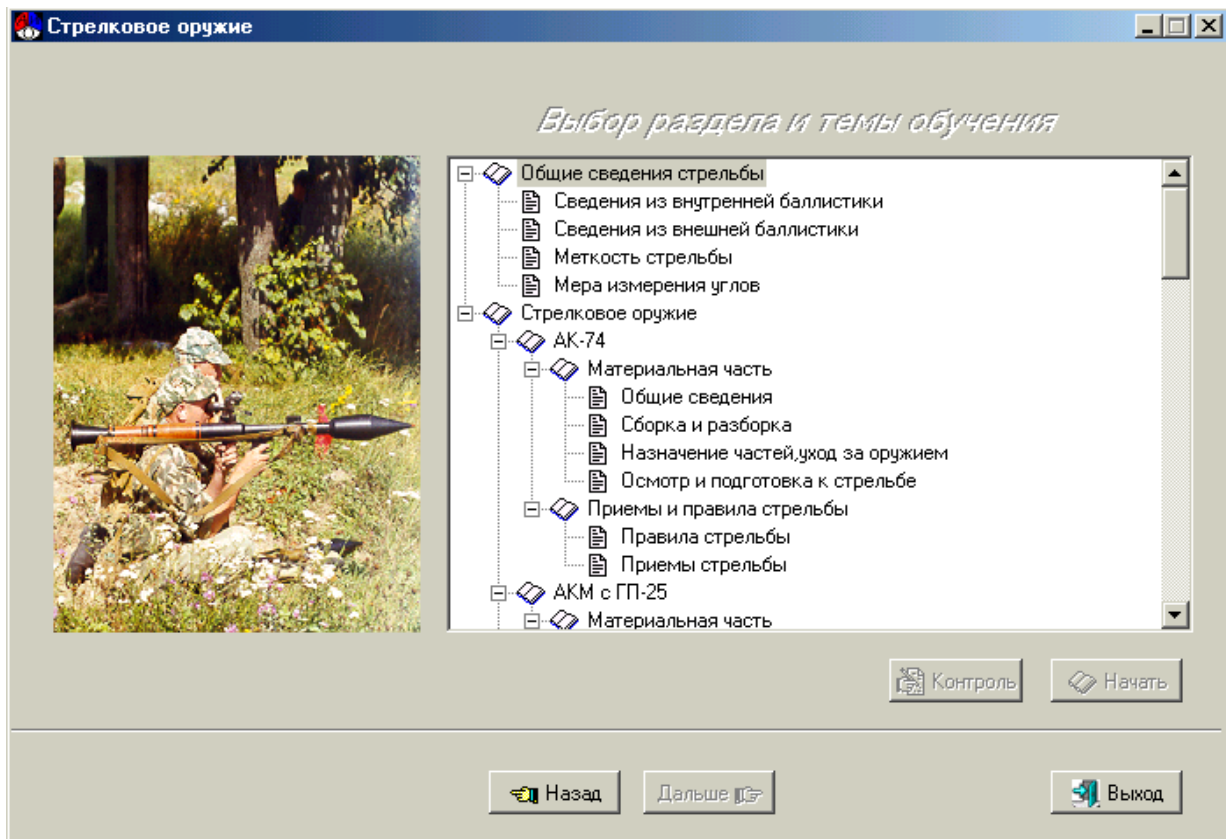 Стрелковое оружие
Выбор раздела и темы обучения
Общие сведения стрельбы
Сведения из внутренней баллистики
Сведения из внешней баллистики
Меткость стрельбы
Мера измерения углов
Стрелковое оружие
АК-74
Материальная часть
Общие сведения
Сборка и разборка
Назначение частей,уход за оружием
Осмотр и подготовка к стрельбе
Приемы и правила стрельбы
Правила стрельбы
Приемы стрельбы
АКМ с ГП-25
Материальная часть
Контроль
Начать
Назад
Дальше
Выход